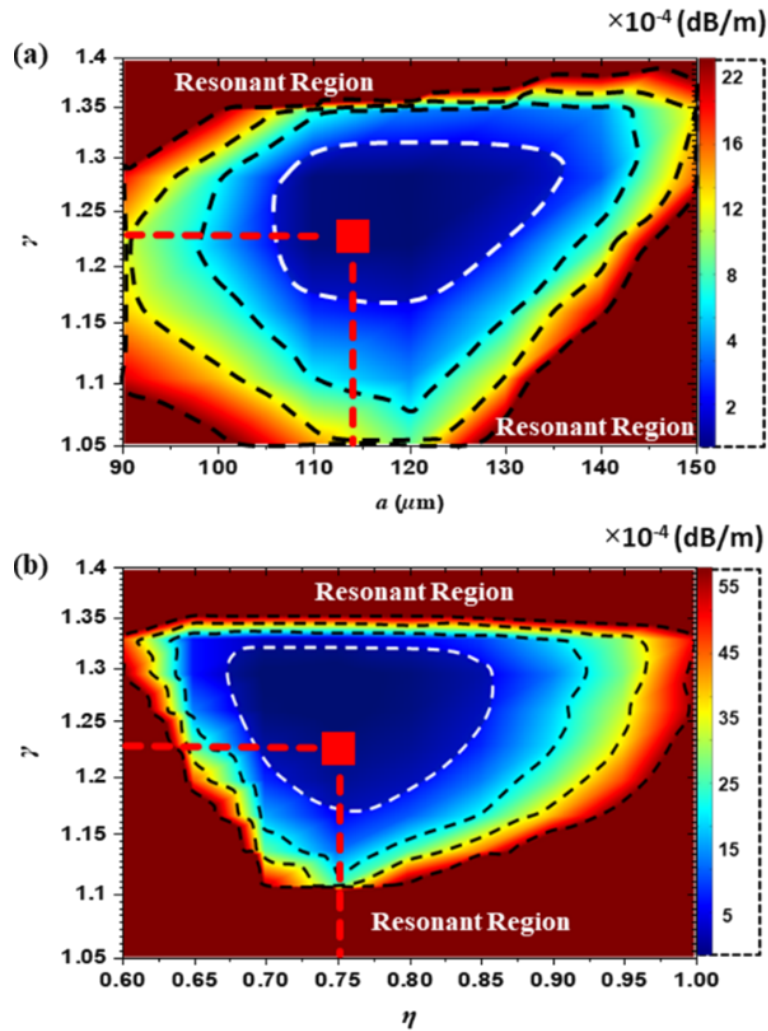 ×10⁻⁴ (dB/m)
(a)
1.4
1.35
1.3
1.25
1.2
1.15
1.1
1.05
γ
Resonant Region
Resonant Region
90 100 110 120 130 140 150
a (μm)
22
16
12
8
4
2
×10⁻⁴ (dB/m)
(b)
1.4
1.35
1.3
1.25
1.2
1.15
1.1
1.05
γ
Resonant Region
Resonant Region
0.60 0.65 0.70 0.75 0.80 0.85 0.90 0.95 1.00
η
55
45
35
25
15
5